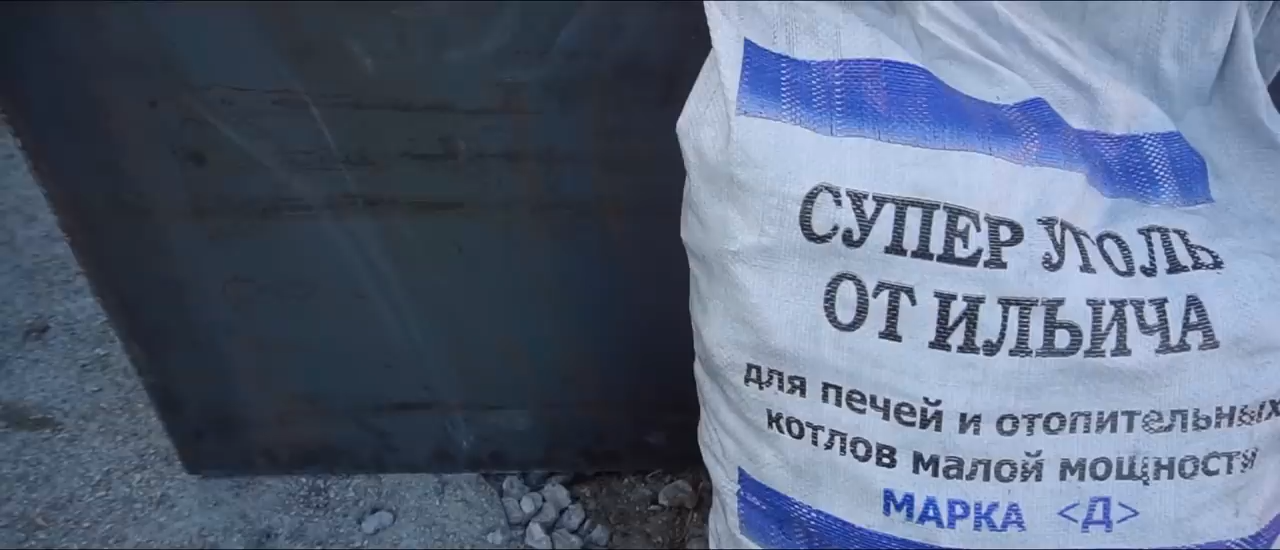 СУПЕР УГОЛЬ
ОТ ИЛЬИЧА
для печей и отопительных
котлов малой мощности
МАРКА <Д>